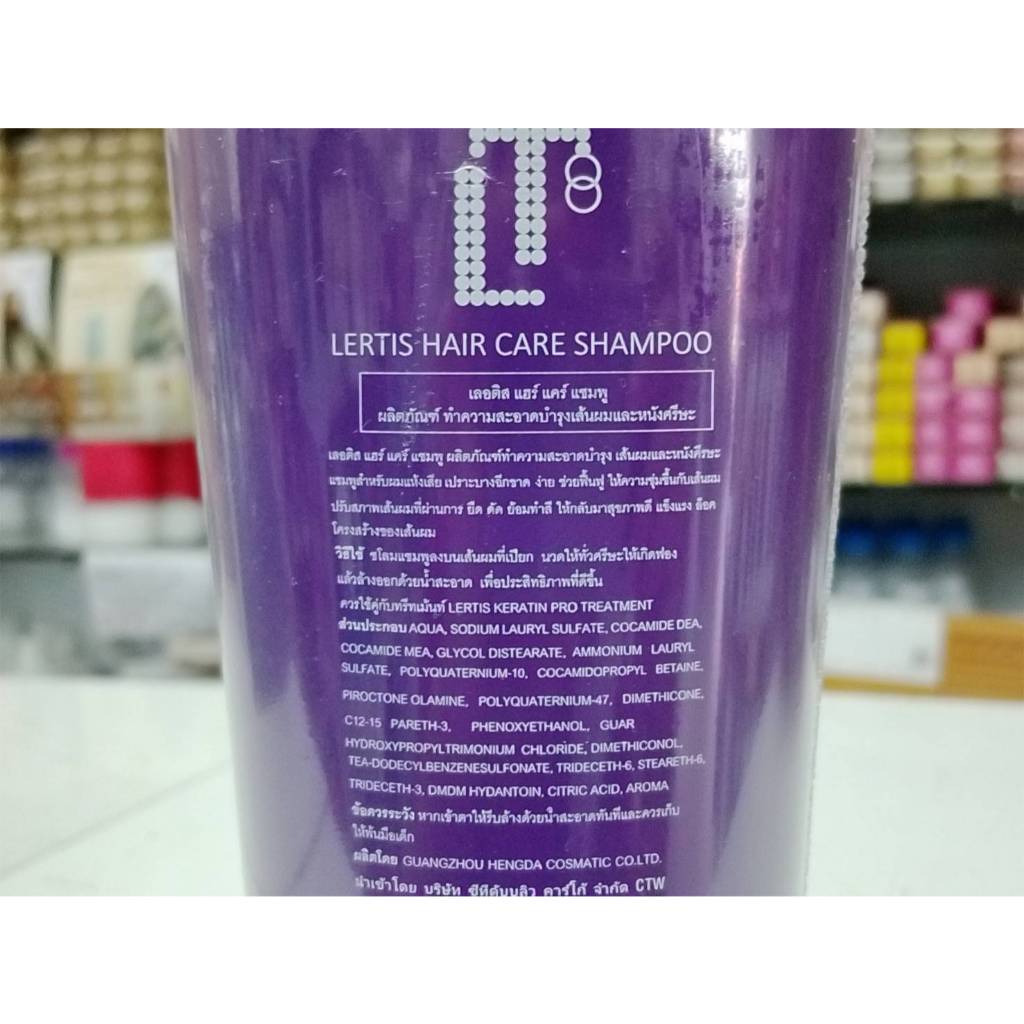 LT
LERTIS HAIR CARE SHAMPOO
เลอติส แฮร์ แคร์ แชมพู
ผลิตภัณฑ์ ทำความสะอาดบำรุงเส้นผมและหนังศรีษะ
เลอติส แฮร์ แคร์ แชมพู ผลิตภัณฑ์ทำความสะอาดบำรุง เส้นผมและหนังศรีษะ
แชมพูสำหรับผมแห้งเสีย เปราะบางฉีกขาด ง่าย ช่วยฟื้นฟู ให้ความชุ่มชื้นกับเส้นผม
ปรับสภาพเส้นผมที่ผ่านการ ยืด ดัด ย้อมทำสี ให้กลับมาสุขภาพดี แข็งแรง ล็อค
โครงสร้างของเส้นผม
วิธีใช้ ชโลมแชมพูลงบนเส้นผมที่เปียก นวดให้ทั่วศรีษะให้เกิดฟอง
แล้วล้างออกด้วยน้ำสะอาด เพื่อประสิทธิภาพที่ดีขึ้น
ควรใช้คู่กับทรีทเม้นท์ LERTIS KERATIN PRO TREATMENT
ส่วนประกอบ AQUA, SODIUM LAURYL SULFATE, COCAMIDE DEA,
COCAMIDE MEA, GLYCOL DISTEARATE, AMMONIUM LAURYL
SULFATE, POLYQUATERNIUM-10, COCAMIDOPROPYL BETAINE,
PIROCTONE OLAMINE, POLYQUATERNIUM-47, DIMETHICONE,
C12-15 PARETH-3, PHENOXYETHANOL, GUAR
HYDROXYPROPYLTRIMONIUM CHLORIDE, DIMETHICONOL,
TEA-DODECYLBENZENESULFONATE, TRIDECETH-6, STEARETH-6,
TRIDECETH-3, DMDM HYDANTOIN, CITRIC ACID, AROMA
ข้อควรระวัง หากเข้าตาให้รีบล้างด้วยน้ำสะอาดทันทีและควรเก็บ
ให้พ้นมือเด็ก
ผลิตโดย GUANGZHOU HENGDA COSMATIC CO.LTD.
นำเข้าโดย บริษัท ซีทีดับบลิว คาร์โก้ จำกัด CTW